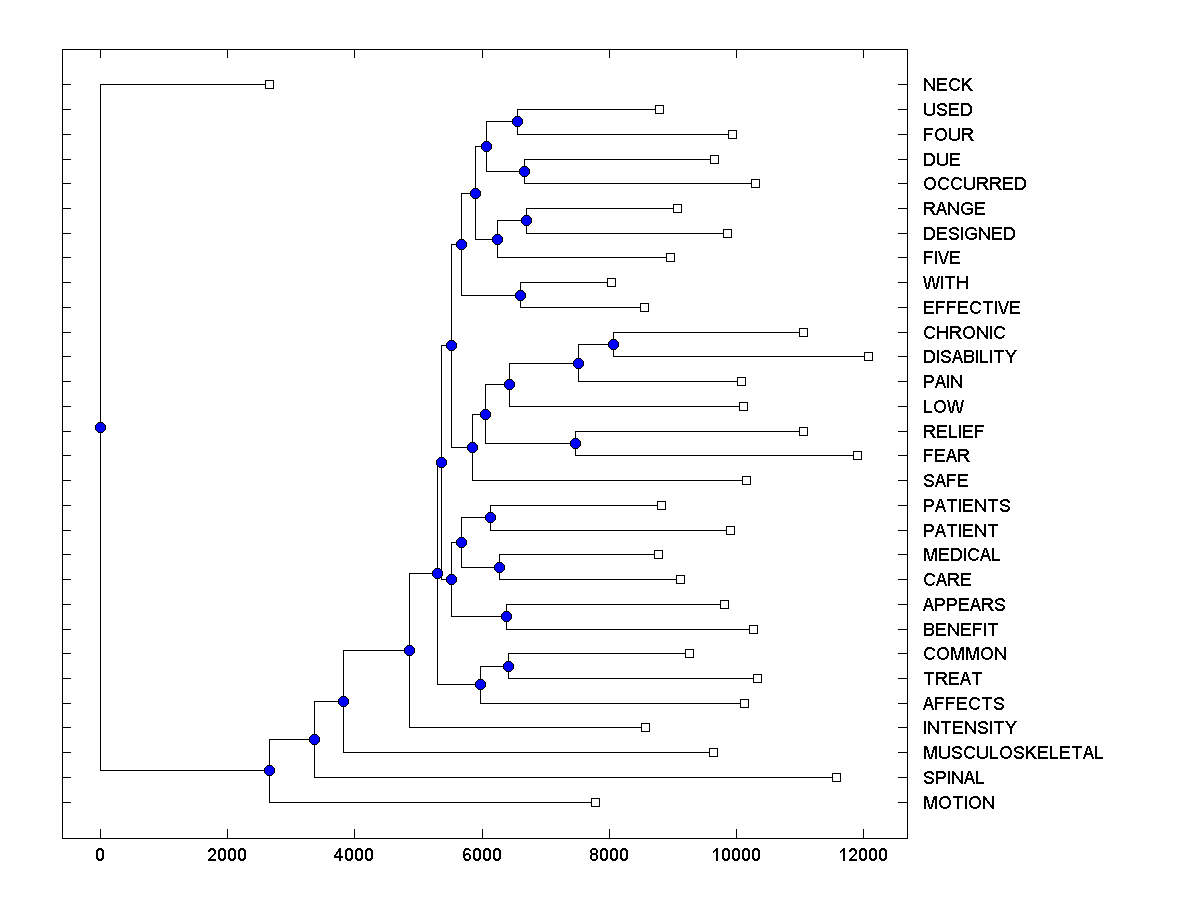 NECK
USED
FOUR
DUE
OCCURRED
RANGE
DESIGNED
FIVE
WITH
EFFECTIVE
CHRONIC
DISABILITY
PAIN
LOW
RELIEF
FEAR
SAFE
PATIENTS
PATIENT
MEDICAL
CARE
APPEARS
BENEFIT
COMMON
TREAT
AFFECTS
INTENSITY
MUSCULOSKELETAL
SPINAL
MOTION
0 2000 4000 6000 8000 10000 12000